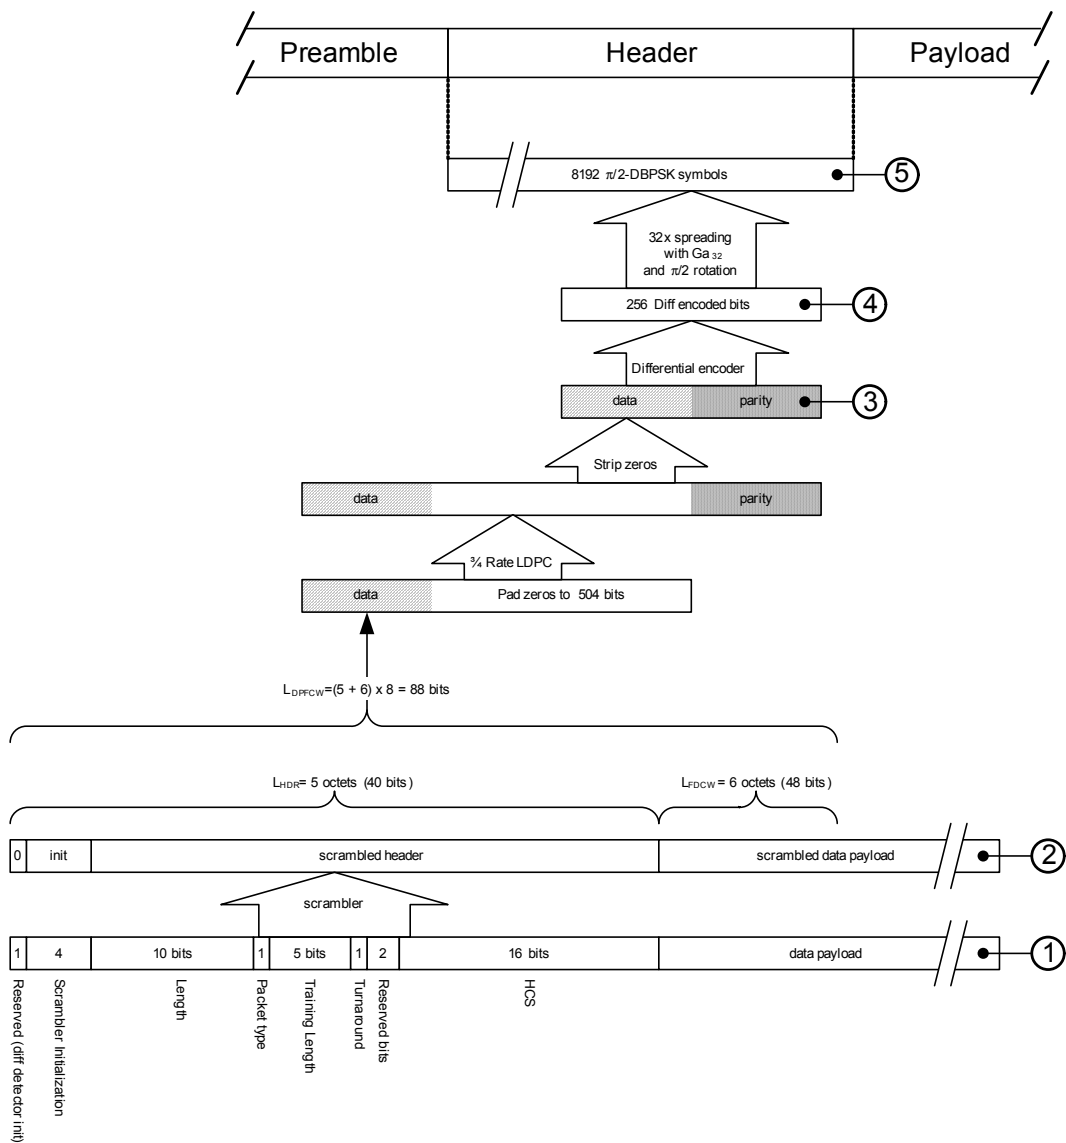 Preamble Header Payload
8192 π/2-DBPSK symbols 5
32x spreading
with Ga 32
and π/2 rotation
256 Diff encoded bits 4
Differential encoder
data parity 3
Strip zeros
data parity
¾ Rate LDPC
data Pad zeros to 504 bits
LDPFCW=(5 + 6) x 8 = 88 bits
LHDR= 5 octets (40 bits) LFDCW= 6 octets (48 bits)
0 init scrambled header scrambled data payload 2
scrambler
1 4 10 bits 1 5 bits 1 2 16 bits data payload 1
Reserved (diff detector init)
Scrambler Initialization
Length
Packet type
Training Length
Turnaround
Reserved bits
HCS